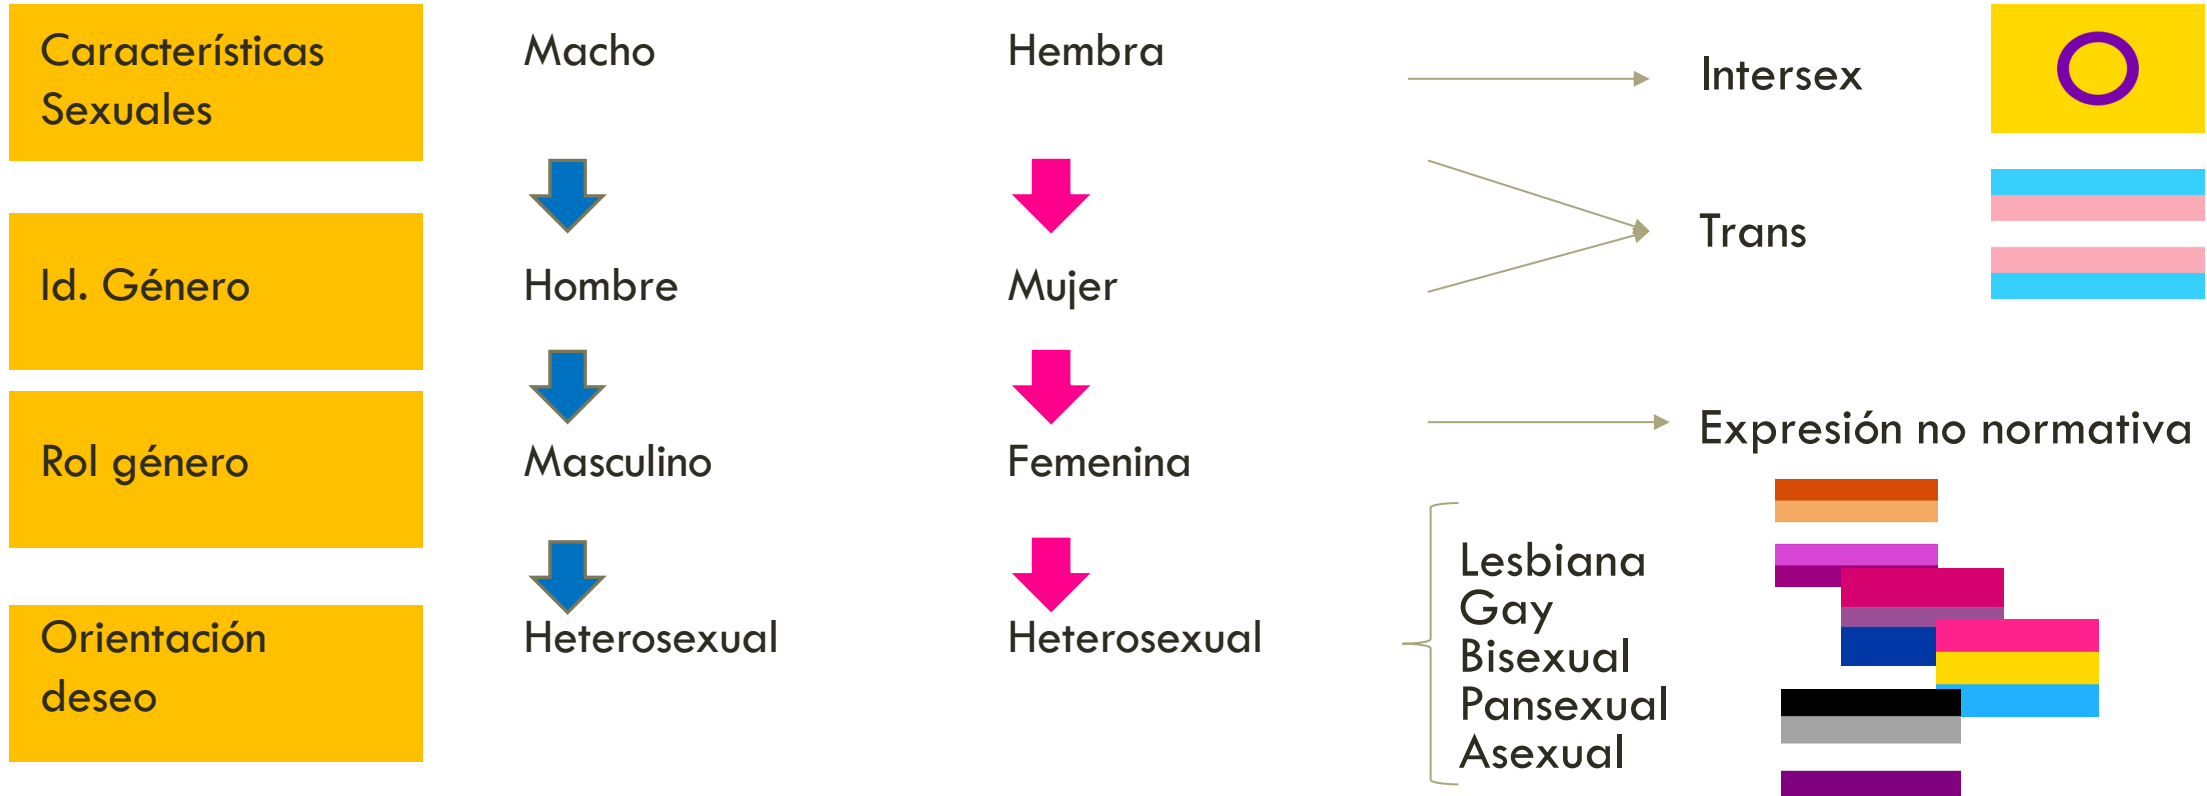 Características
Sexuales
Macho
Hembra
Intersex
Trans
Id. Género
Hombre
Mujer
Expresión no normativa
Rol género
Masculino
Femenina
Orientación
deseo
Heterosexual
Heterosexual
Lesbiana
Gay
Bisexual
Pansexual
Asexual